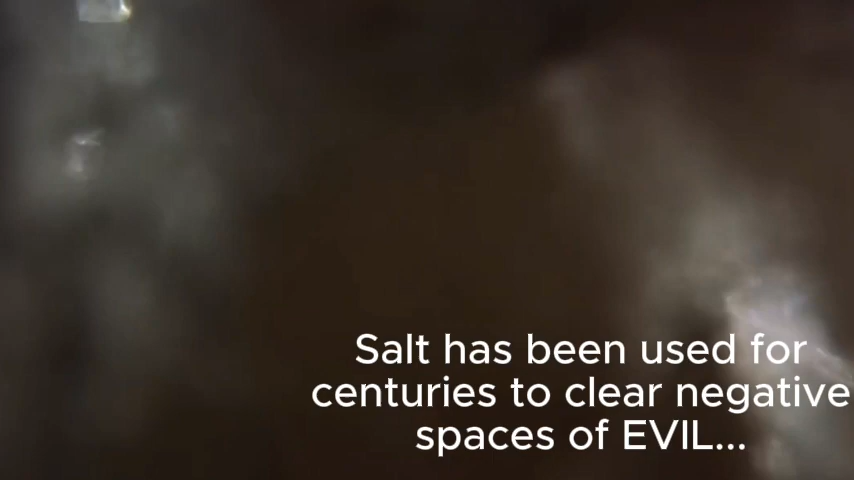 Salt has been used for
centuries to clear negative
spaces of EVIL...